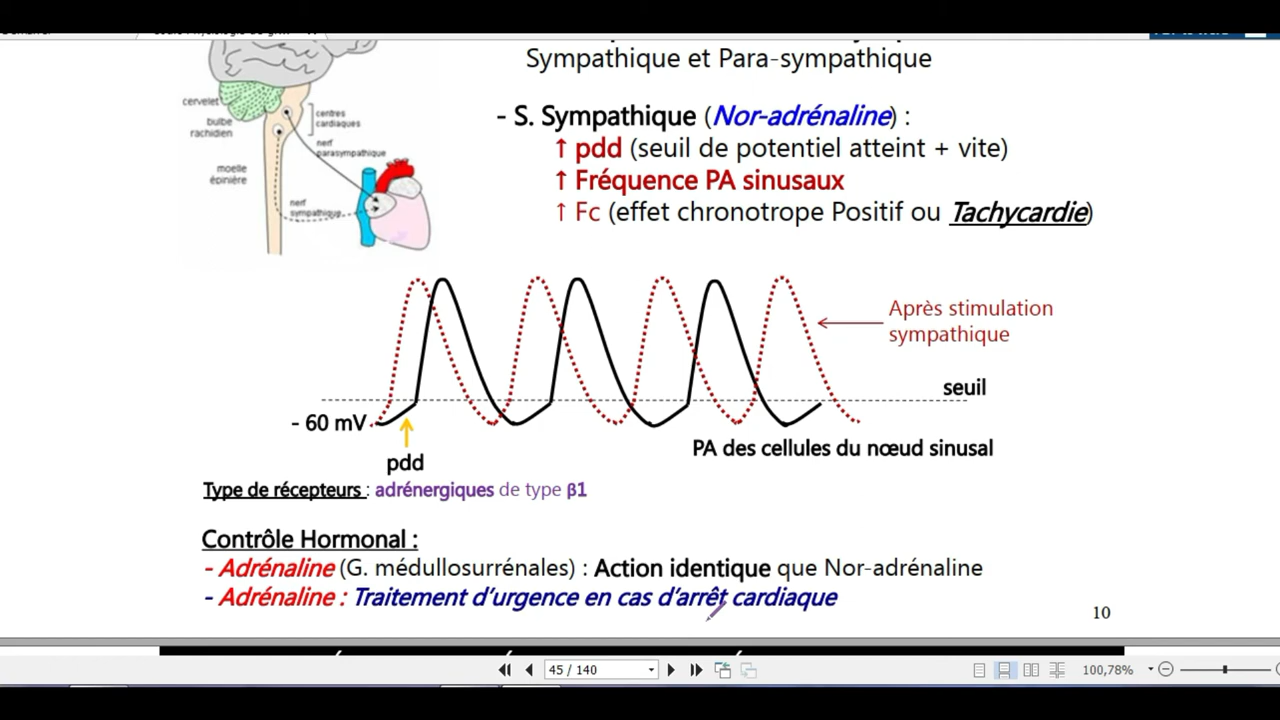 Sympathique et Para-sympathique
cervelet
bulbe
rachidien
centres
cardiaques
nerf
parasympathique
moelle
épinière
nerf
sympathique
- S. Sympathique (Nor-adrénaline) :
↑ pdd (seuil de potentiel atteint + vite)
↑ Fréquence PA sinusaux
↑ Fc (effet chronotrope Positif ou Tachycardie)
Après stimulation
sympathique
seuil
- 60 mV
pdd
PA des cellules du nœud sinusal
Type de récepteurs : adrénergiques de type β1
Contrôle Hormonal :
- Adrénaline (G. médullosurrénales) : Action identique que Nor-adrénaline
- Adrénaline : Traitement d'urgence en cas d'arrêt cardiaque
10
45 / 140
100,78%